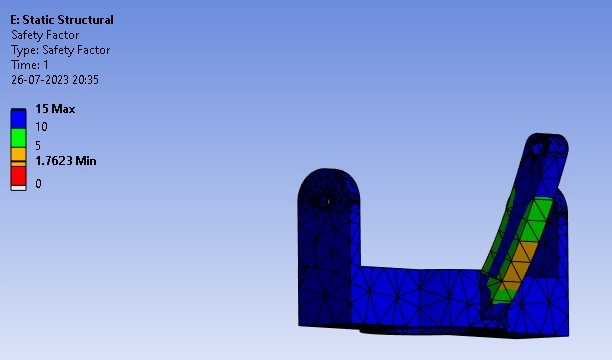 E: Static Structural
Safety Factor
Type: Safety Factor
Time: 1
26-07-2023 20:35
15 Max
10
5
1.7623 Min
0